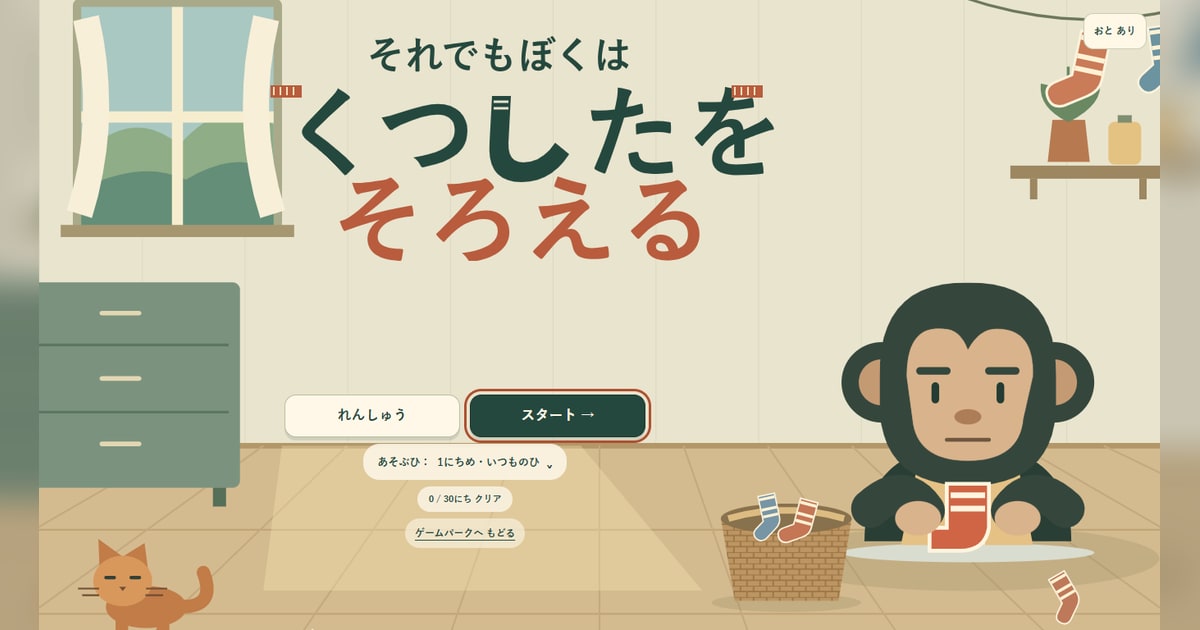 それでもぼくは
くつしたを
そろえる
おと あり
れんしゅう
スタート →
あそぶひ： 1にちめ・いつものひ
0 / 30にち クリア
ゲームパークへ もどる